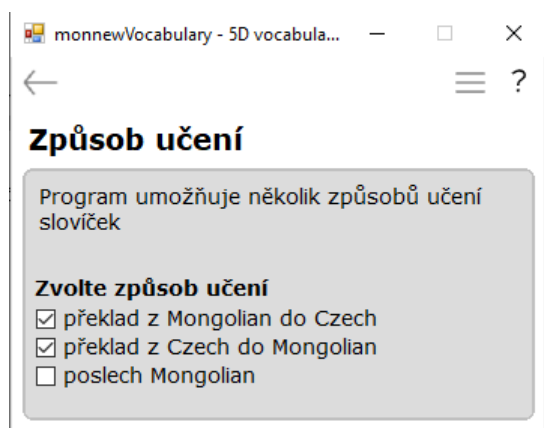 monnewVocabulary - 5D vocabula...
?
Způsob učení
Program umožňuje několik způsobů učení
slovíček
Zvolte způsob učení
překlad z Mongolian do Czech
překlad z Czech do Mongolian
poslech Mongolian